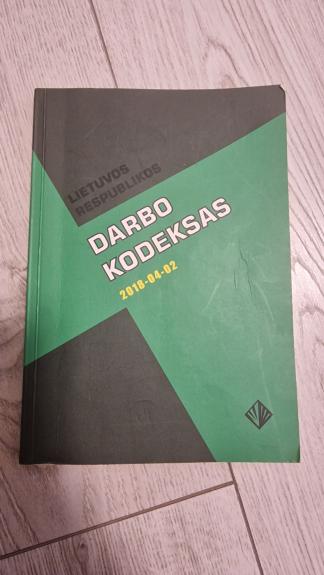 LIETUVOS
RESPUBLIKOS
DARBO
KODEKSAS
2018-04-02